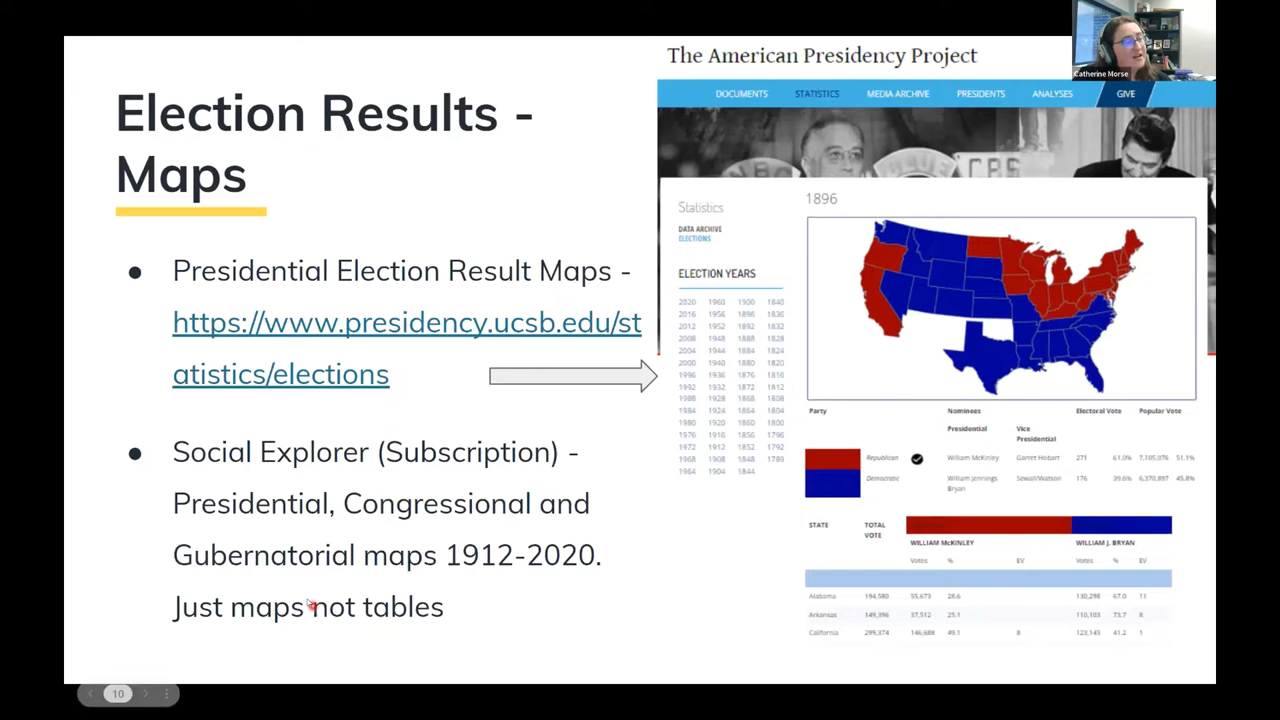 Election Results -
Maps
● Presidential Election Result Maps -
https://www.presidency.ucsb.edu/st
atistics/elections
● Social Explorer (Subscription) -
Presidential, Congressional and
Gubernatorial maps 1912-2020.
Just maps not tables
10
Catherine Morse
The American Presidency Project
DOCUMENTS STATISTICS MEDIA ARCHIVE PRESIDENTS ANALYSES GIVE
CBS
Statistics
DATA ARCHIVE
ELECTIONS
ELECTION YEARS
2020 1960 1900 1840
2016 1956 1896 1836
2012 1952 1892 1832
2008 1948 1888 1828
2004 1944 1884 1824
2000 1940 1880 1820
1996 1936 1876 1816
1992 1932 1872 1812
1988 1928 1868 1808
1984 1924 1864 1804
1980 1920 1860 1800
1976 1916 1856 1796
1972 1912 1852 1792
1968 1908 1848 1789
1964 1904 1844
1896
Party Nominees Electoral Vote Popular Vote
Presidential Vice
Presidential
Republican William McKinley Garret Hobart 271 61.0% 7,105,076 51.1%
Democratic William Jennings Sewall/Watson 176 39.6% 6,370,897 45.8%
Bryan
STATE TOTAL
VOTE
WILLIAM McKINLEY WILLIAM J. BRYAN
Votes % EV Votes % EV
Alabama 194,580 55,673 28.6 130,298 67.0 11
Arkansas 149,396 37,512 25.1 110,103 73.7 8
California 299,374 146,688 49.1 8 123,143 41.2 1